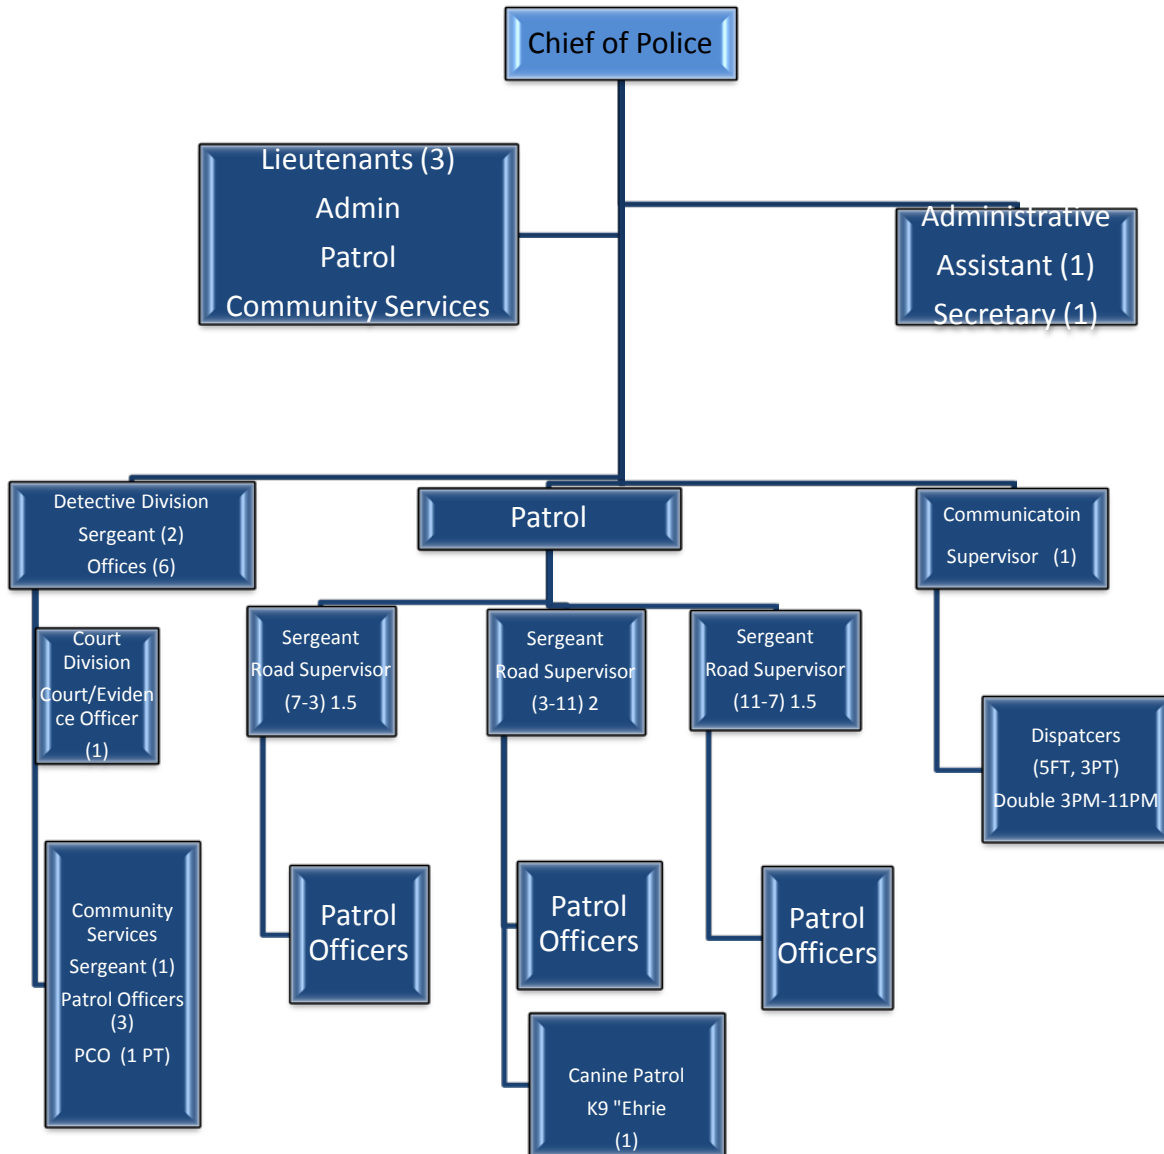 Chief of Police
Lieutenants (3)
Admin
Patrol
Community Services
Administrative
Assistant (1)
Secretary (1)
Detective Division
Sergeant (2)
Offices (6)
Patrol
Communicatoin
Supervisor (1)
Court
Division
Court/Eviden
ce Officer
(1)
Sergeant
Road Supervisor
(7-3) 1.5
Sergeant
Road Supervisor
(3-11) 2
Sergeant
Road Supervisor
(11-7) 1.5
Dispatcers
(5FT, 3PT)
Double 3PM-11PM
Community
Services
Sergeant (1)
Patrol Officers
(3)
PCO (1 PT)
Patrol
Officers
Patrol
Officers
Patrol
Officers
Canine Patrol
K9 "Ehrie
(1)